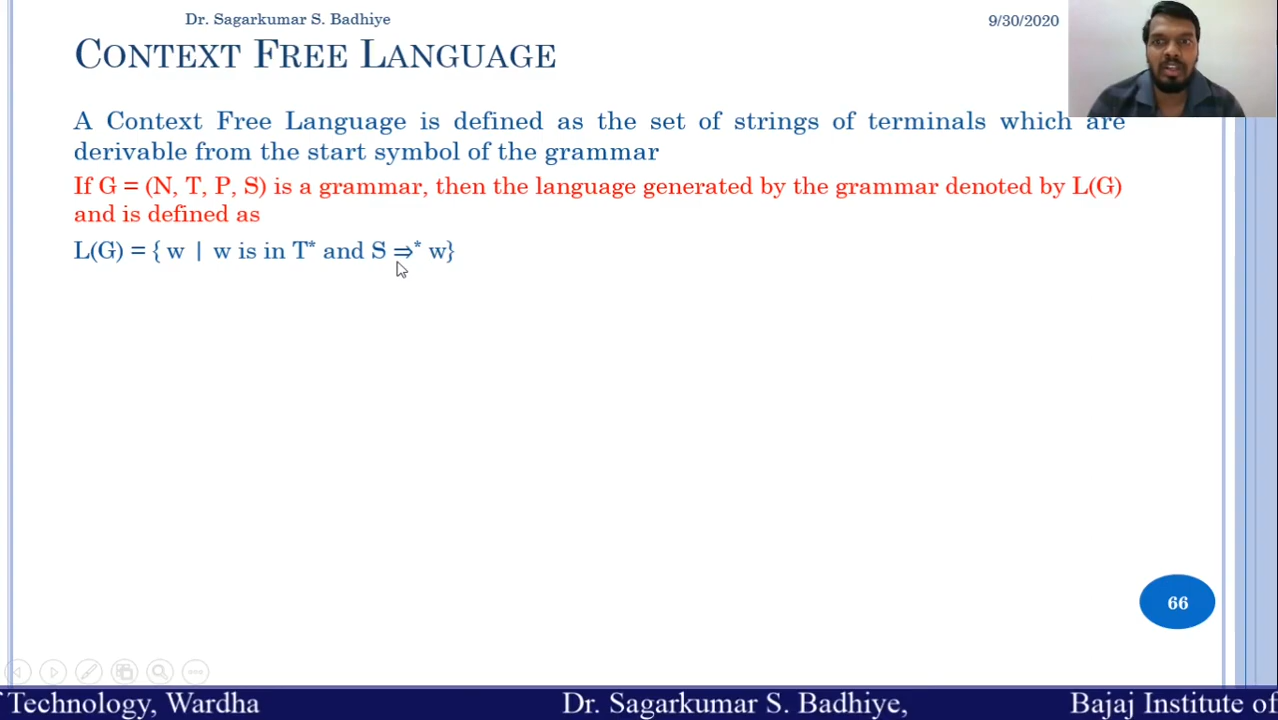 Dr. Sagarkumar S. Badhiye
9/30/2020
CONTEXT FREE LANGUAGE
A Context Free Language is defined as the set of strings of terminals which are
derivable from the start symbol of the grammar
If G = (N, T, P, S) is a grammar, then the language generated by the grammar denoted by L(G)
and is defined as
L(G) = { w | w is in T* and S ⇒* w}
66
f Technology, Wardha
Dr. Sagarkumar S. Badhiye,
Bajaj Institute of